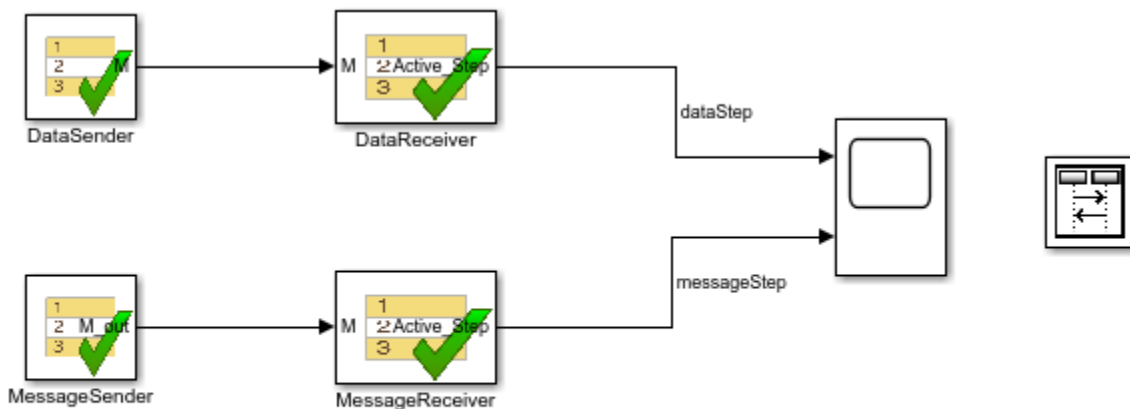 1
2 M
3
DataSender
1
M 2 Active_Step
3
DataReceiver
dataStep
1
2 M_out
3
MessageSender
1
M 2 Active_Step
3
MessageReceiver
messageStep